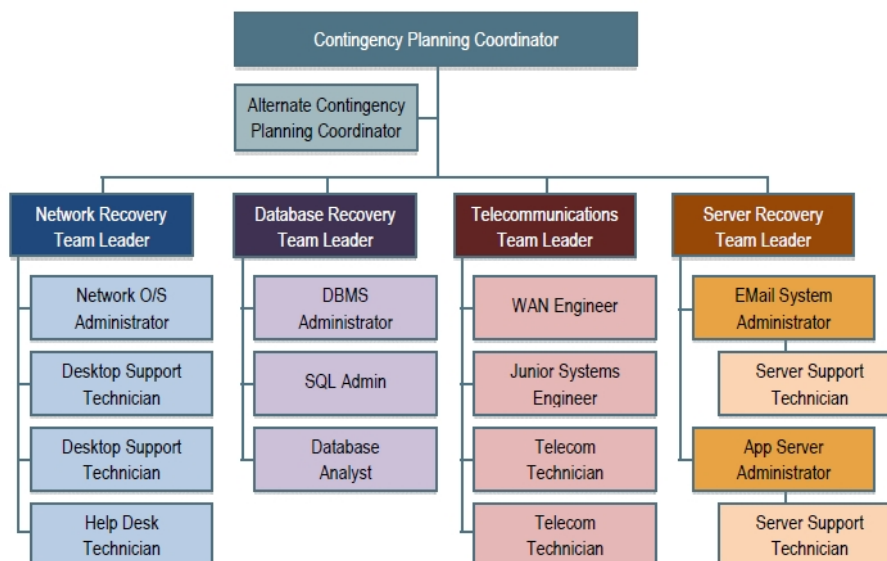 Contingency Planning Coordinator
Alternate Contingency
Planning Coordinator
Network Recovery
Team Leader
Network O/S
Administrator
Desktop Support
Technician
Desktop Support
Technician
Help Desk
Technician
Database Recovery
Team Leader
DBMS
Administrator
SQL Admin
Database
Analyst
Telecommunications
Team Leader
WAN Engineer
Junior Systems
Engineer
Telecom
Technician
Telecom
Technician
Server Recovery
Team Leader
EMail System
Administrator
Server Support
Technician
App Server
Administrator
Server Support
Technician